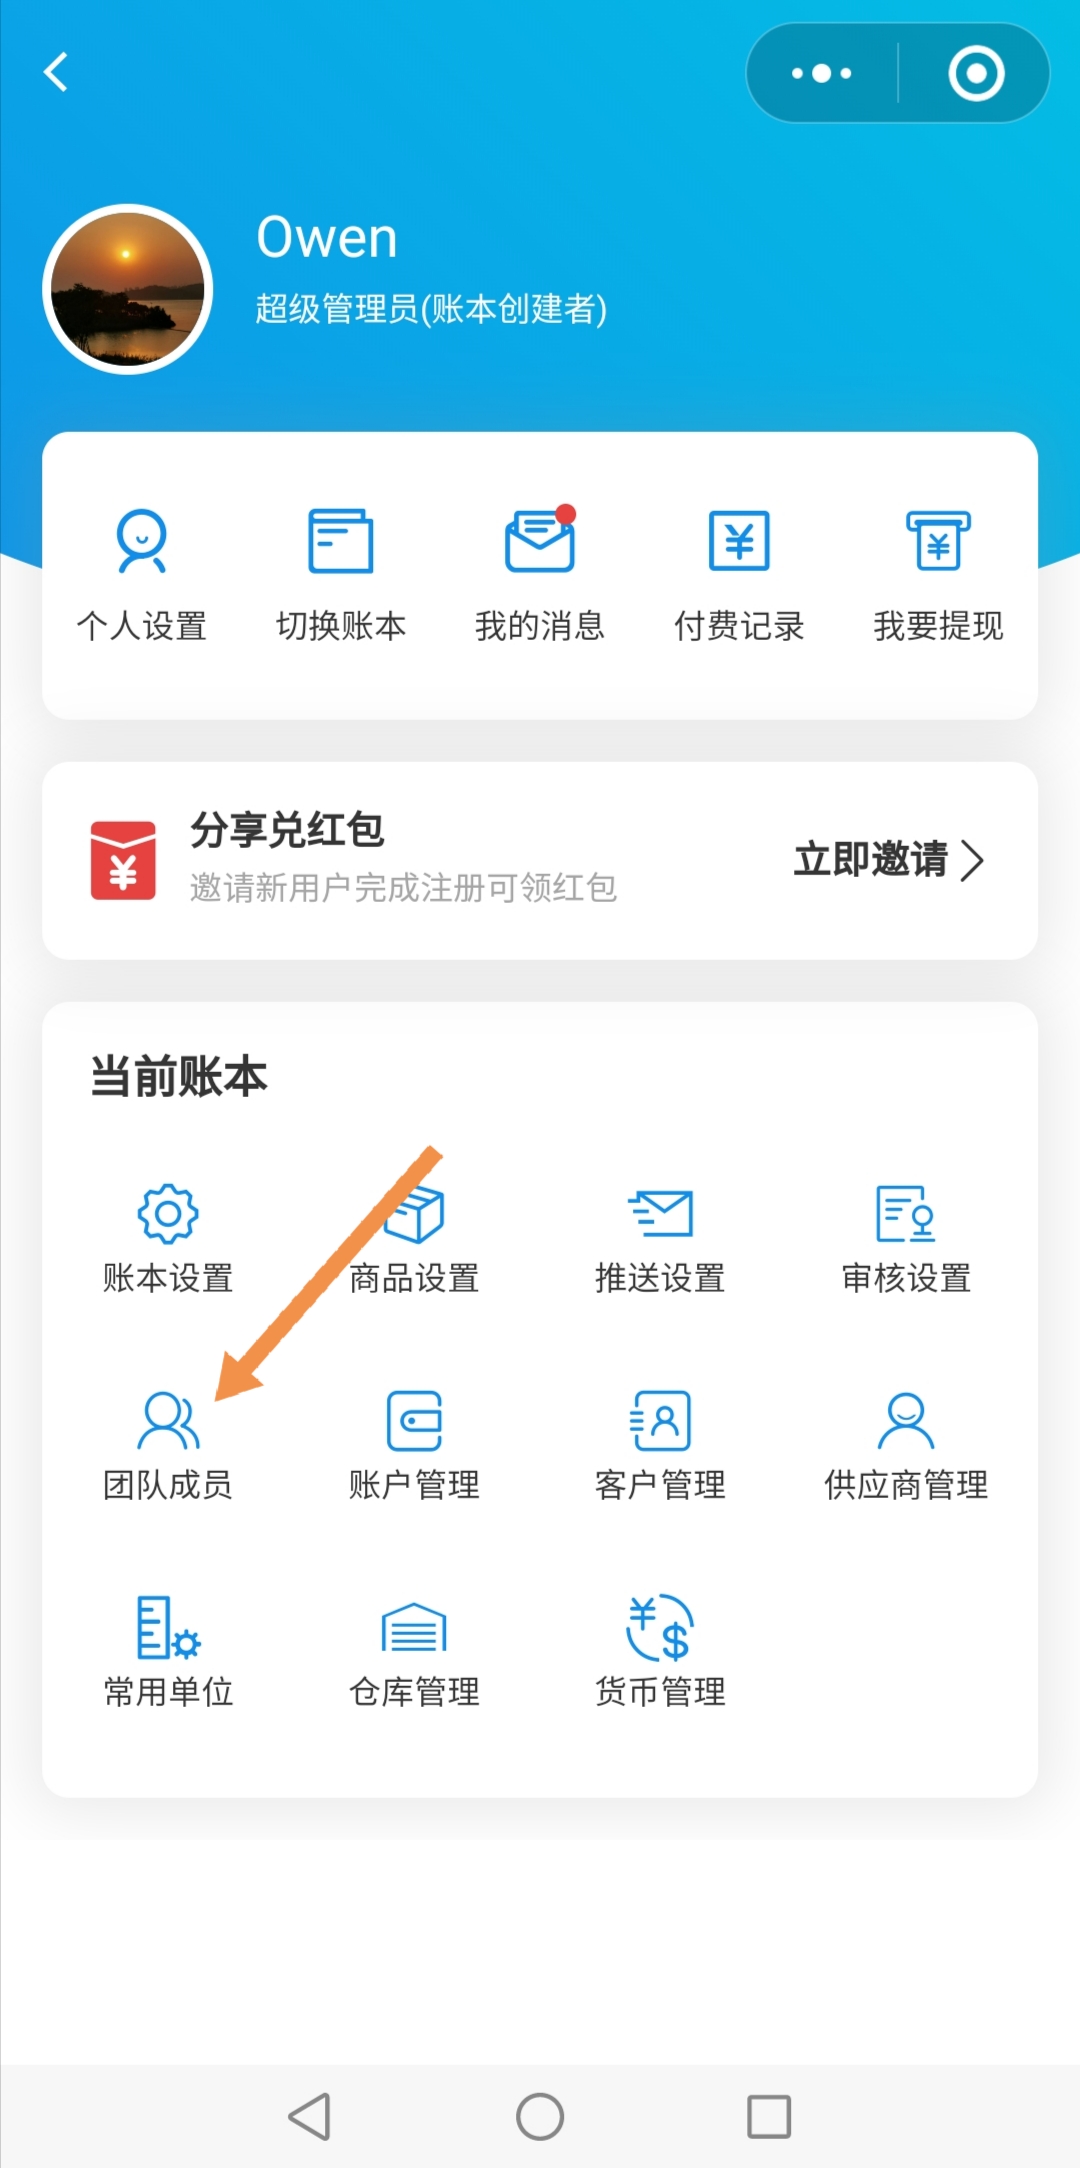 Owen
超级管理员(账本创建者)
个人设置 切换账本 我的消息 付费记录 我要提现
分享兑红包
邀请新用户完成注册可领红包
立即邀请
当前账本
账本设置 商品设置 推送设置 审核设置
团队成员 账户管理 客户管理 供应商管理
常用单位 仓库管理 货币管理